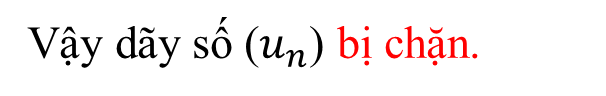 Vậy dãy số (𝑢ₙ) bị chặn.